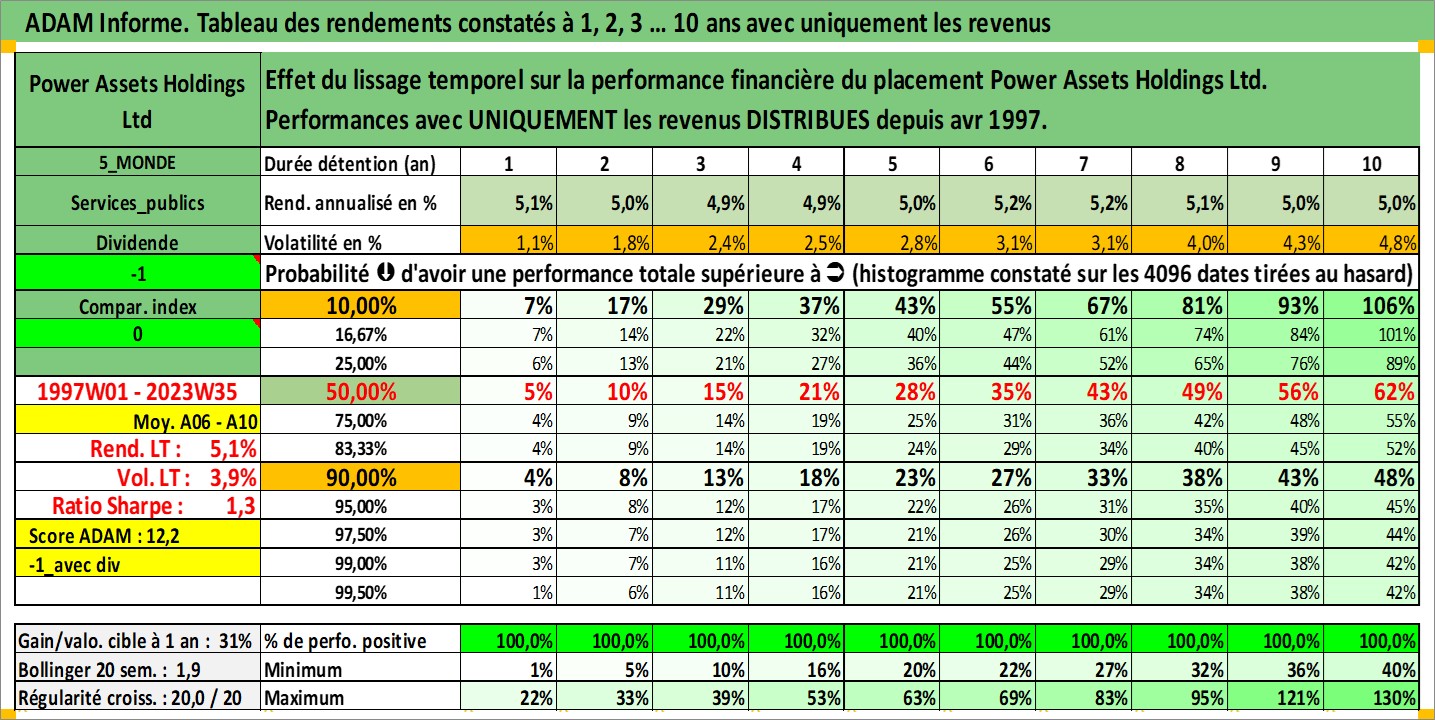 ADAM Informe. Tableau des rendements constatés à 1, 2, 3 ... 10 ans avec uniquement les revenus
Power Assets Holdings Ltd
Effet du lissage temporel sur la performance financière du placement Power Assets Holdings Ltd.
Performances avec UNIQUEMENT les revenus DISTRIBUES depuis avr 1997.
5_MONDE Durée détention (an) 1 2 3 4 5 6 7 8 9 10
Services_publics Rend. annualisé en % 5,1% 5,0% 4,9% 4,9% 5,0% 5,2% 5,2% 5,1% 5,0% 5,0%
Dividende Volatilité en % 1,1% 1,8% 2,4% 2,5% 2,8% 3,1% 3,1% 4,0% 4,3% 4,8%
-1 Probabilité d'avoir une performance totale supérieure à (histogramme constaté sur les 4096 dates tirées au hasard)
Compar. index 10,00% 7% 17% 29% 37% 43% 55% 67% 81% 93% 106%
0 16,67% 7% 14% 22% 32% 40% 47% 61% 74% 84% 101%
25,00% 6% 13% 21% 27% 36% 44% 52% 65% 76% 89%
1997W01 - 2023W35 50,00% 5% 10% 15% 21% 28% 35% 43% 49% 56% 62%
Moy. A06 - A10 75,00% 4% 9% 14% 19% 25% 31% 36% 42% 48% 55%
Rend. LT : 5,1% 83,33% 4% 9% 14% 19% 24% 29% 34% 40% 45% 52%
Vol. LT : 3,9% 90,00% 4% 8% 13% 18% 23% 27% 33% 38% 43% 48%
Ratio Sharpe : 1,3 95,00% 3% 8% 12% 17% 22% 26% 31% 35% 40% 45%
Score ADAM : 12,2 97,50% 3% 7% 12% 17% 21% 26% 30% 34% 39% 44%
-1_avec div 99,00% 3% 7% 11% 16% 21% 25% 29% 34% 38% 42%
99,50% 1% 6% 11% 16% 21% 25% 29% 34% 38% 42%
Gain/valo. cible à 1 an : 31% % de perfo. positive 100,0% 100,0% 100,0% 100,0% 100,0% 100,0% 100,0% 100,0% 100,0% 100,0%
Bollinger 20 sem. : 1,9 Minimum 1% 5% 10% 16% 20% 22% 27% 32% 36% 40%
Régularité croiss. : 20,0 / 20 Maximum 22% 33% 39% 53% 63% 69% 83% 95% 121% 130%